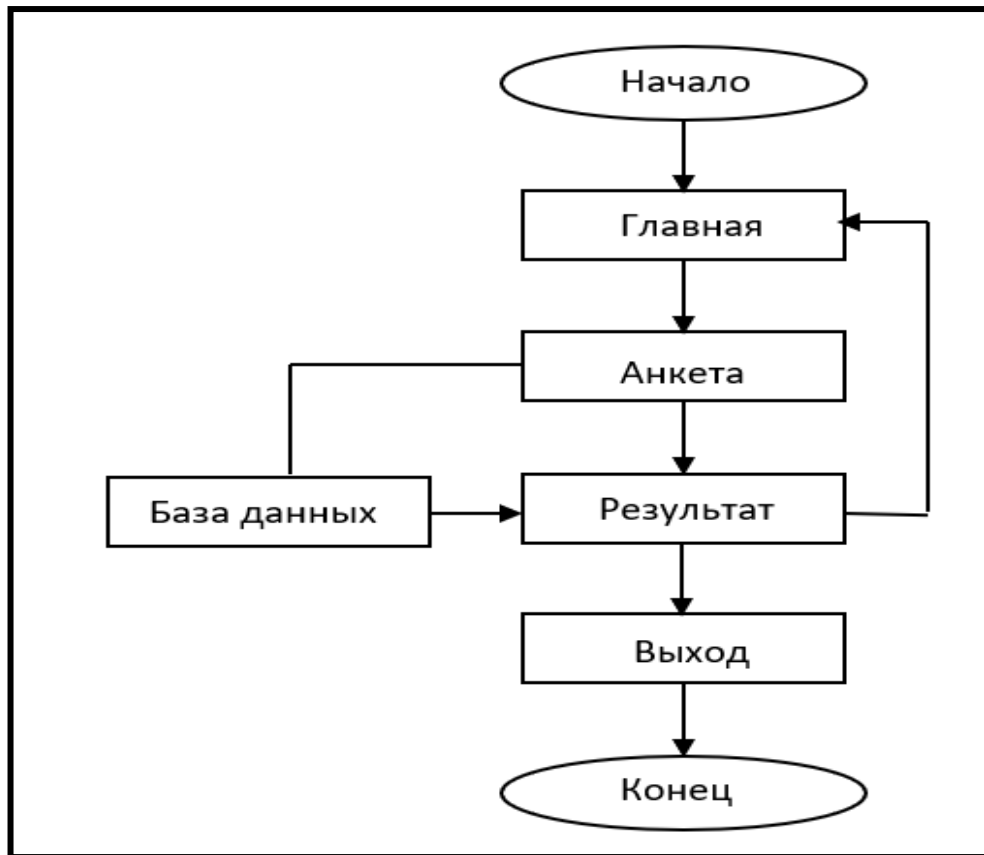 Начало
Главная
Анкета
База данных
Результат
Выход
Конец